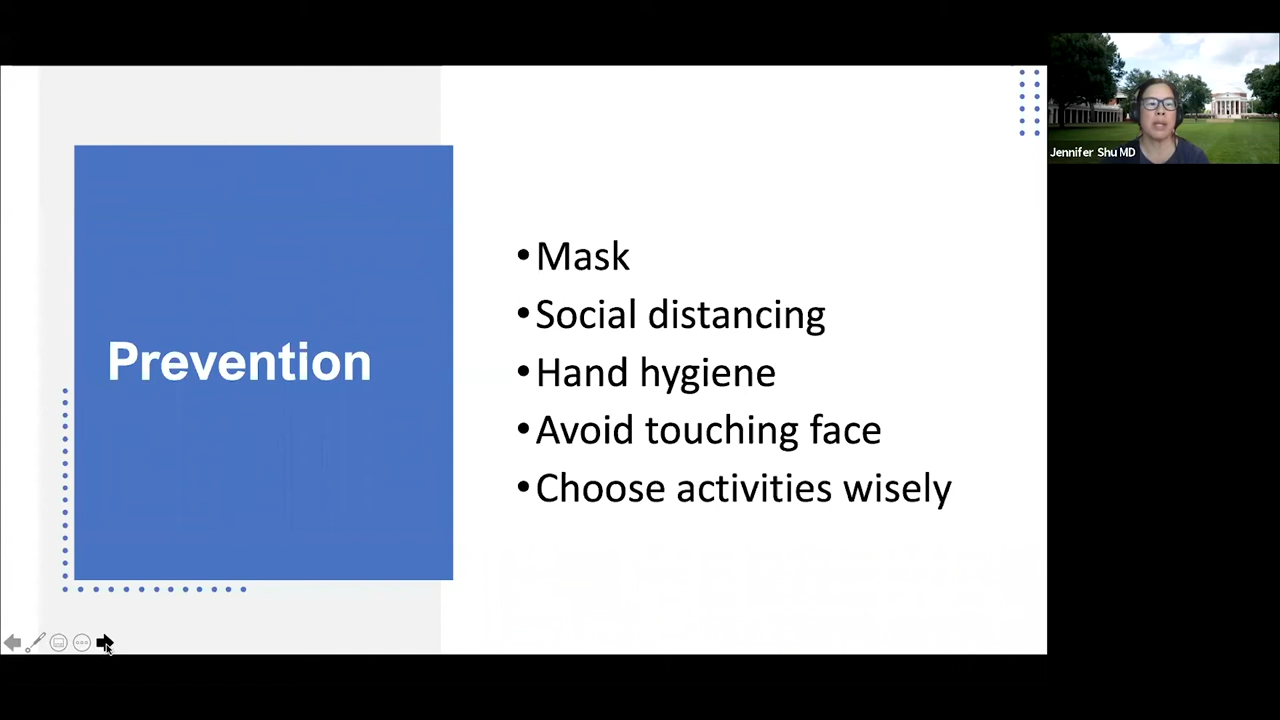 Prevention
•Mask
•Social distancing
•Hand hygiene
•Avoid touching face
•Choose activities wisely
Jennifer Shu MD